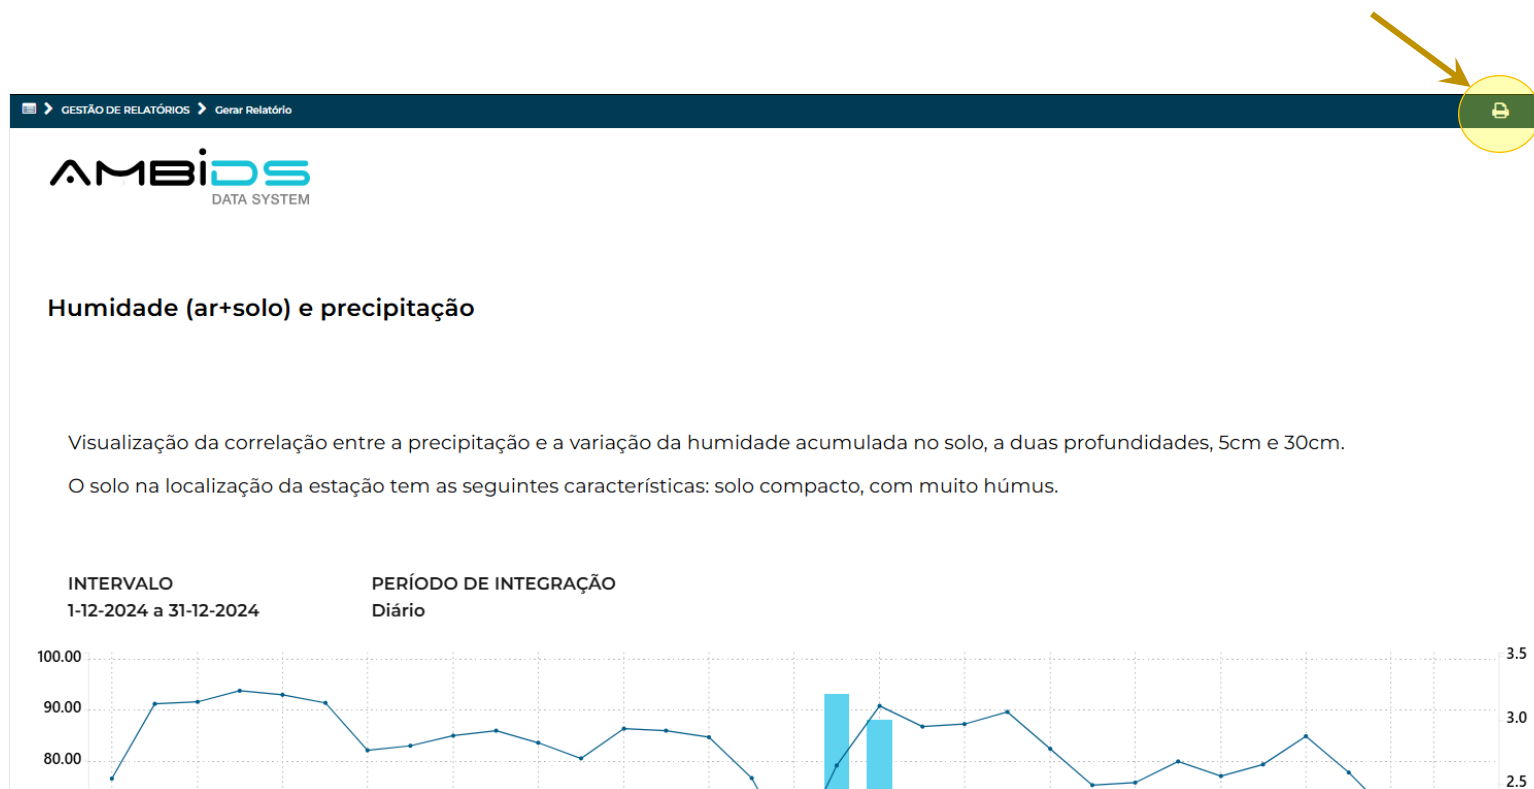 GESTÃO DE RELATÓRIOS Gerar Relatório
AMBiDS
DATA SYSTEM
Humidade (ar+solo) e precipitação
Visualização da correlação entre a precipitação e a variação da humidade acumulada no solo, a duas profundidades, 5cm e 30cm.
O solo na localização da estação tem as seguintes características: solo compacto, com muito húmus.
INTERVALO PERÍODO DE INTEGRAÇÃO
1-12-2024 a 31-12-2024 Diário
100.00 3.5
90.00 3.0
80.00 2.5